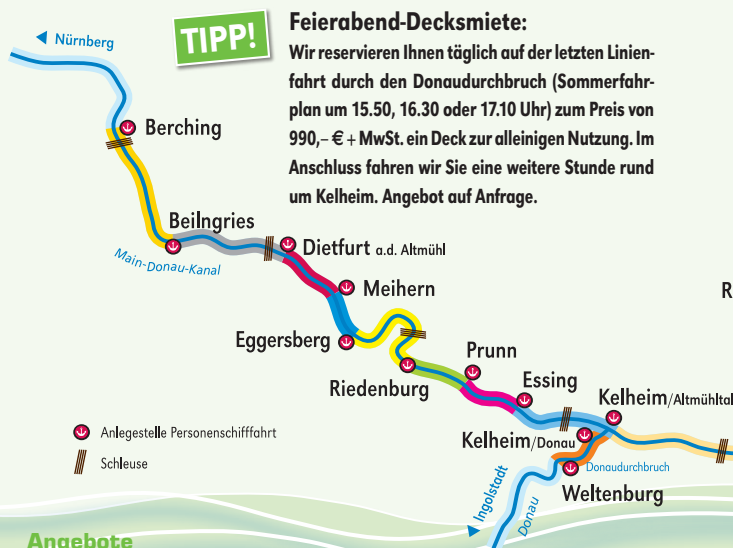 TIPP!
Feierabend-Decksmiete:
Wir reservieren Ihnen täglich auf der letzten Linien-
fahrt durch den Donaudurchbruch (Sommerfahr-
plan um 15.50, 16.30 oder 17.10 Uhr) zum Preis von
990,– € + MwSt. ein Deck zur alleinigen Nutzung. Im
Anschluss fahren wir Sie eine weitere Stunde rund
um Kelheim. Angebot auf Anfrage.
Nürnberg
Berching
Beilngries
Main-Donau-Kanal
Dietfurt a.d. Altmühl
Meihern
R
Eggersberg
Riedenburg
Prunn
Essing
Kelheim/Altmühltal
Kelheim/Donau
Donaudurchbruch
Weltenburg
Ingolstadt
Donau
Anlegestelle Personenschifffahrt
Schleuse
Angebote